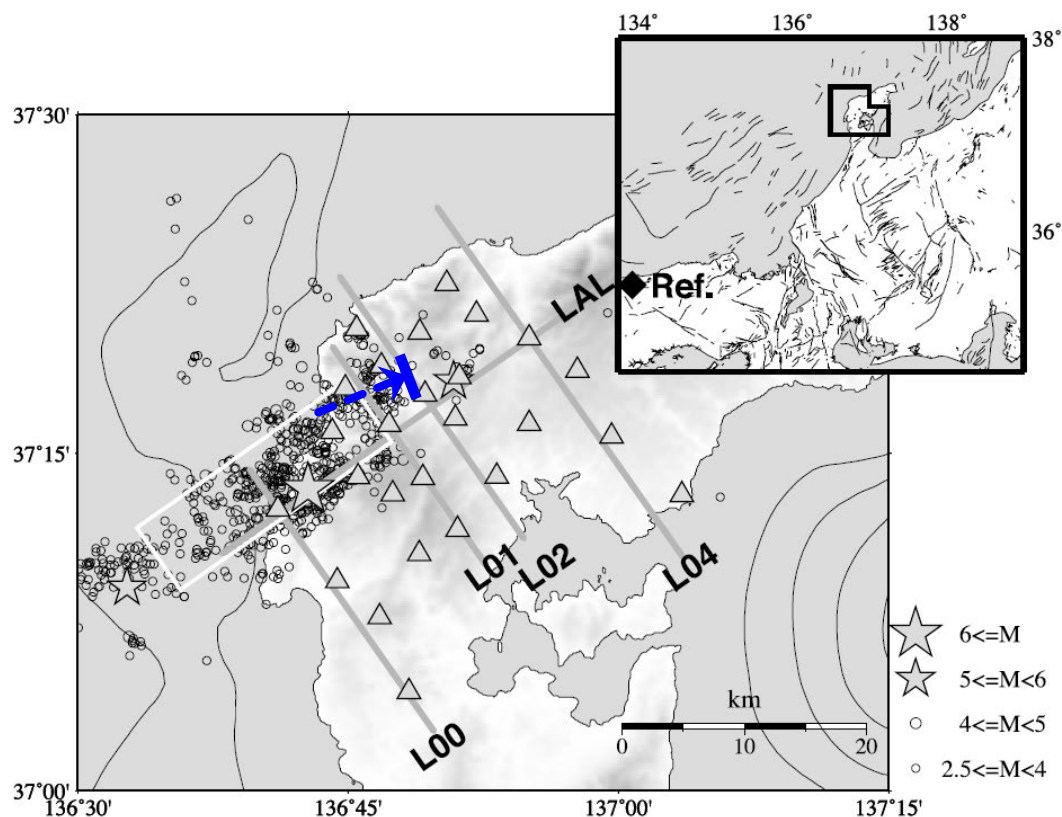 134° 136° 138°
38°
36°
Ref.
37°30'
37°15'
37°00'
136°30' 136°45' 137°00' 137°15'
LAL
L01
L02
L04
L00
km
0 10 20
6<=M
5<=M<6
4<=M<5
2.5<=M<4